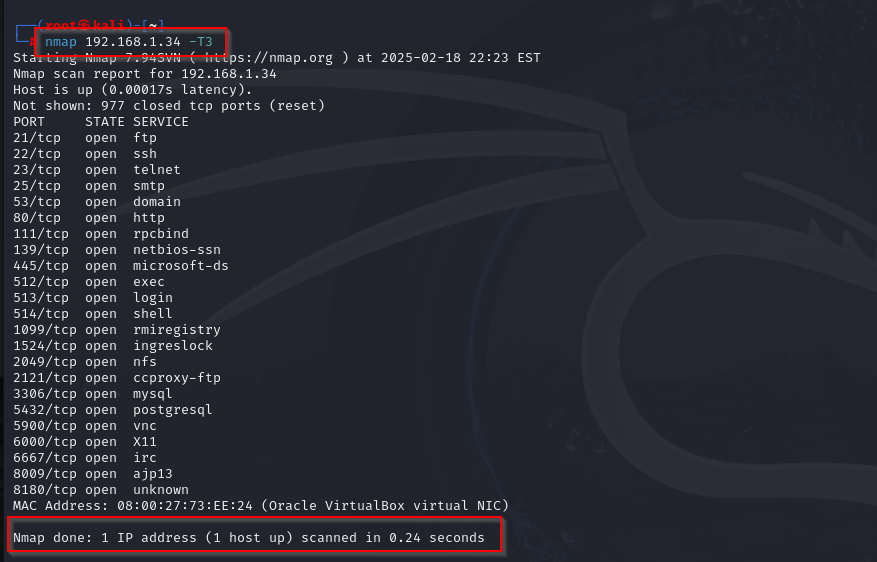 ┌──(root㉿kali)-[~]
└─# nmap 192.168.1.34 -T3
Starting Nmap 7.94SVN ( https://nmap.org ) at 2025-02-18 22:23 EST
Nmap scan report for 192.168.1.34
Host is up (0.00017s latency).
Not shown: 977 closed tcp ports (reset)
PORT     STATE SERVICE
21/tcp   open  ftp
22/tcp   open  ssh
23/tcp   open  telnet
25/tcp   open  smtp
53/tcp   open  domain
80/tcp   open  http
111/tcp  open  rpcbind
139/tcp  open  netbios-ssn
445/tcp  open  microsoft-ds
512/tcp  open  exec
513/tcp  open  login
514/tcp  open  shell
1099/tcp open  rmiregistry
1524/tcp open  ingreslock
2049/tcp open  nfs
2121/tcp open  ccproxy-ftp
3306/tcp open  mysql
5432/tcp open  postgresql
5900/tcp open  vnc
6000/tcp open  X11
6667/tcp open  irc
8009/tcp open  ajp13
8180/tcp open  unknown
MAC Address: 08:00:27:73:EE:24 (Oracle VirtualBox virtual NIC)
Nmap done: 1 IP address (1 host up) scanned in 0.24 seconds